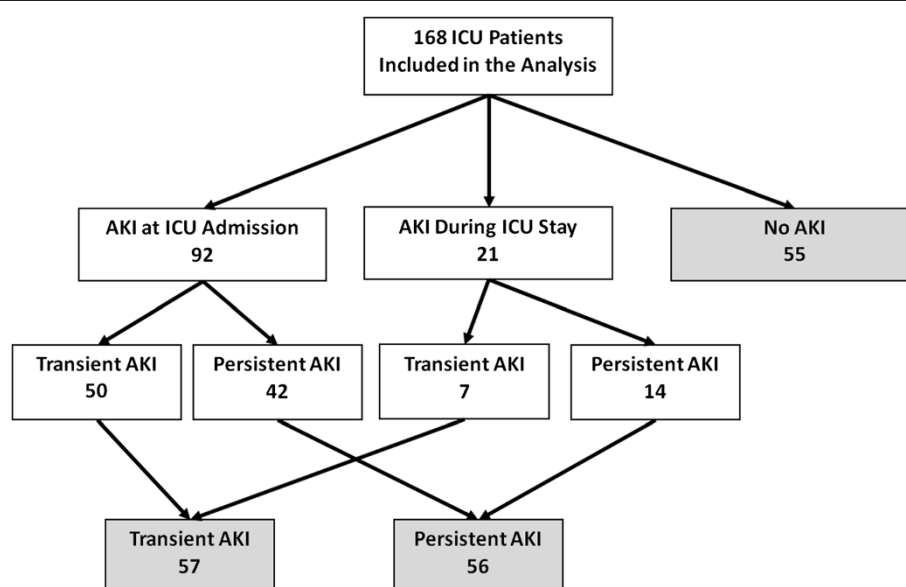 168 ICU Patients
Included in the Analysis
AKI at ICU Admission
92
AKI During ICU Stay
21
No AKI
55
Transient AKI
50
Persistent AKI
42
Transient AKI
7
Persistent AKI
14
Transient AKI
57
Persistent AKI
56